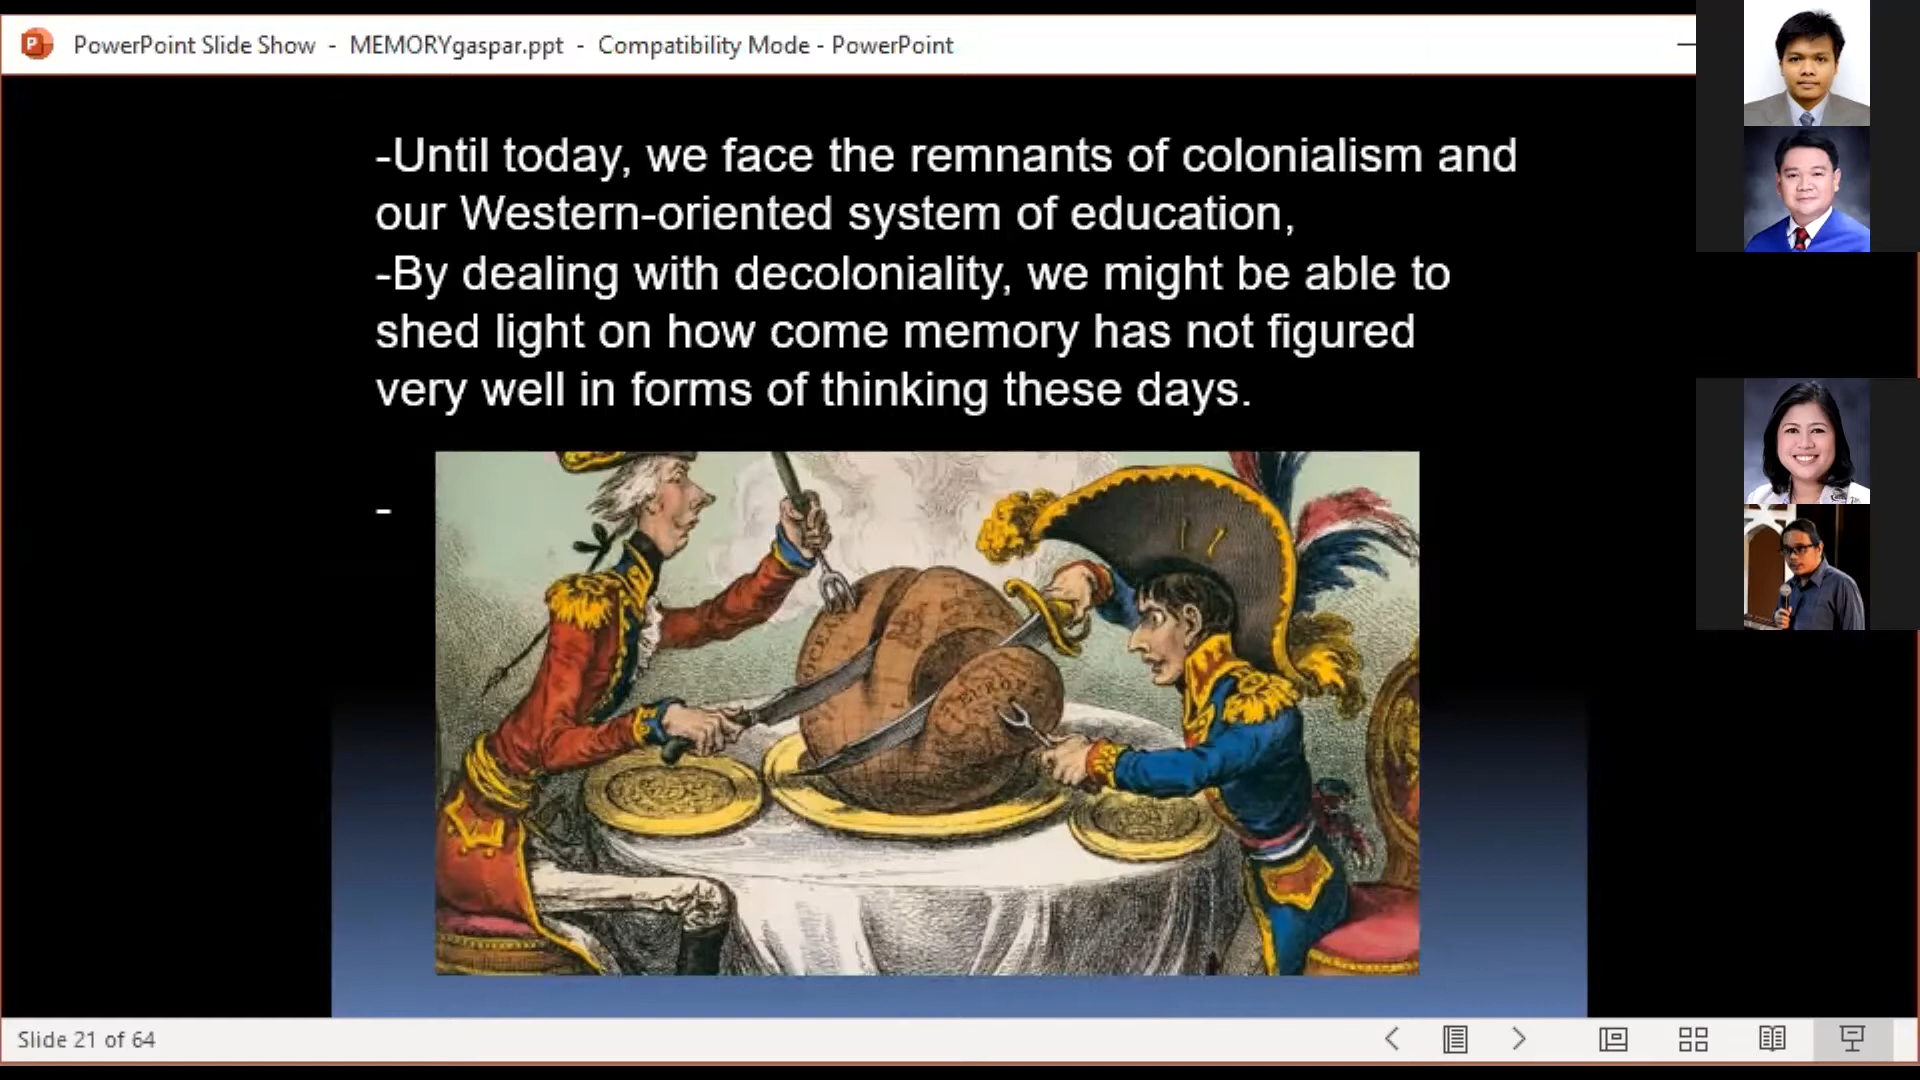 PowerPoint Slide Show - MEMORYgaspar.ppt - Compatibility Mode - PowerPoint
-Until today, we face the remnants of colonialism and
our Western-oriented system of education,
-By dealing with decoloniality, we might be able to
shed light on how come memory has not figured
very well in forms of thinking these days.
-
EUROPE
Slide 21 of 64